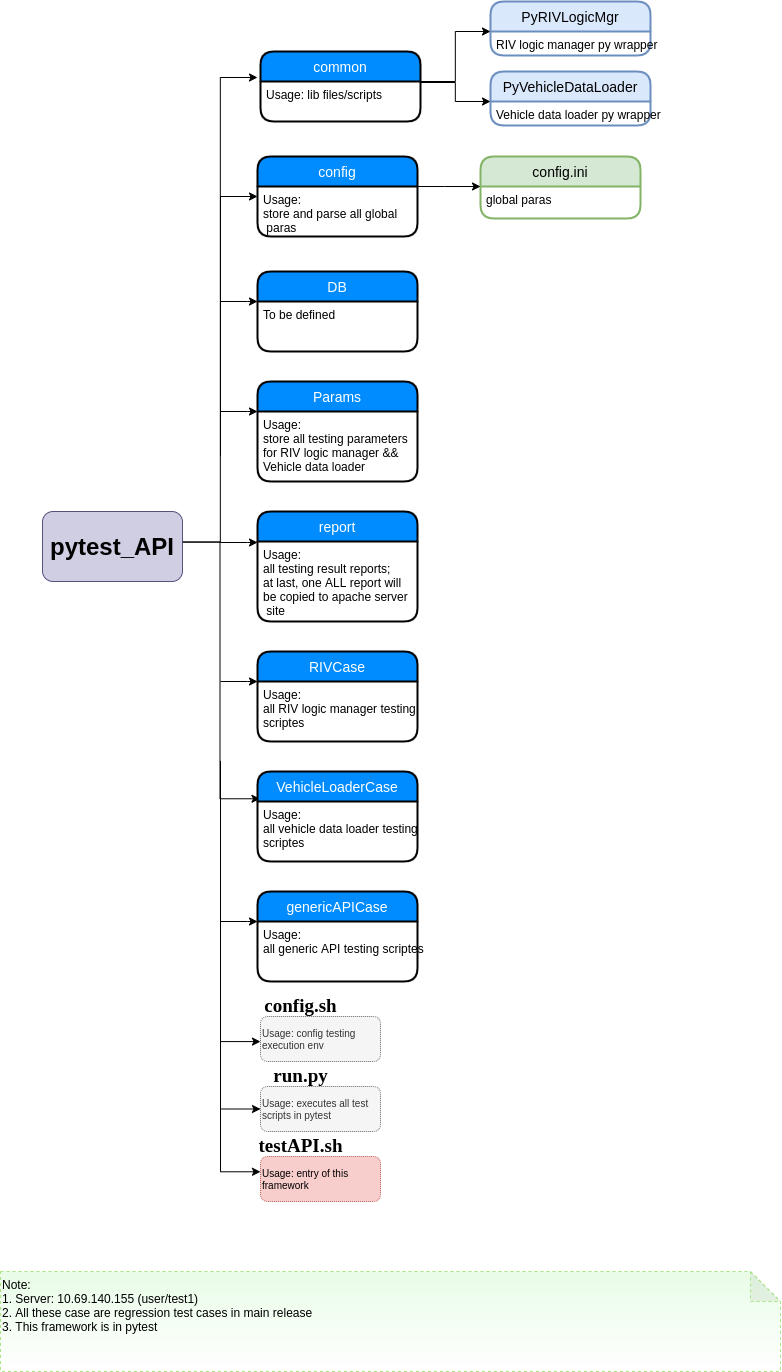 PyRIVLogicMgr
RIV logic manager py wrapper
common
Usage: lib files/scripts
PyVehicleDataLoader
Vehicle data loader py wrapper
config
Usage:
store and parse all global
paras
config.ini
global paras
DB
To be defined
Params
Usage:
store all testing parameters
for RIV logic manager &&
Vehicle data loader
pytest_API
report
Usage:
all testing result reports;
at last, one ALL report will
be copied to apache server
site
RIVCase
Usage:
all RIV logic manager testing
scriptes
VehicleLoaderCase
Usage:
all vehicle data loader testing
scriptes
genericAPICase
Usage:
all generic API testing scriptes
config.sh
Usage: config testing
execution env
run.py
Usage: executes all test
scripts in pytest
testAPI.sh
Usage: entry of this
framework
Note:
1. Server: 10.69.140.155 (user/test1)
2. All these case are regression test cases in main release
3. This framework is in pytest